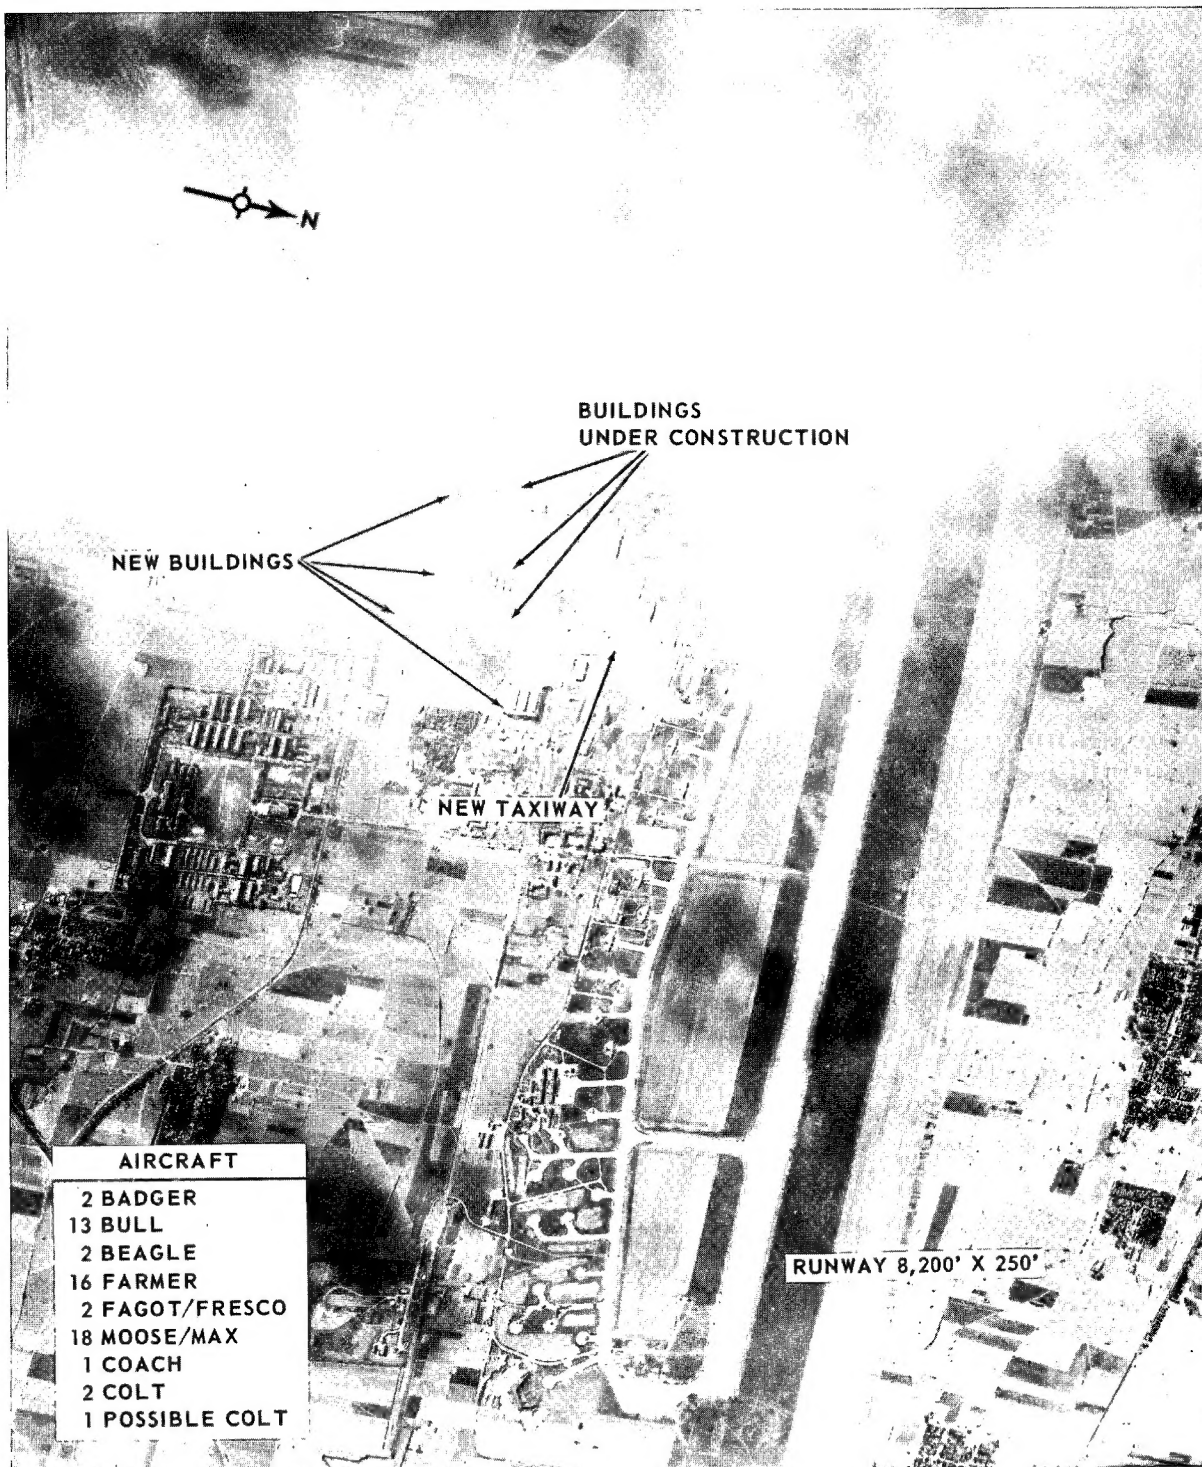 N
BUILDINGS
UNDER CONSTRUCTION
NEW BUILDINGS
NEW TAXIWAY
RUNWAY 8,200' X 250'
AIRCRAFT
2 BADGER
13 BULL
2 BEAGLE
16 FARMER
2 FAGOT/FRESCO
18 MOOSE/MAX
1 COACH
2 COLT
1 POSSIBLE COLT